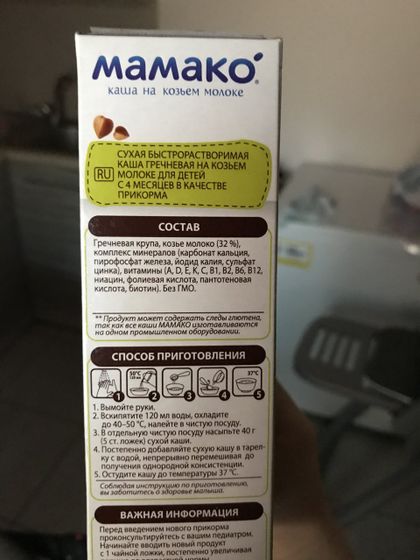 мамако®
каша на козьем молоке
RU
СУХАЯ БЫСТРОРАСТВОРИМАЯ
КАША ГРЕЧНЕВАЯ НА КОЗЬЕМ
МОЛОКЕ ДЛЯ ДЕТЕЙ
С 4 МЕСЯЦЕВ В КАЧЕСТВЕ
ПРИКОРМА
СОСТАВ
Гречневая крупа, козье молоко (32 %),
комплекс минералов (карбонат кальция,
пирофосфат железа, йодид калия, сульфат
цинка), витамины (A, D, E, K, C, B1, B2, B6, B12,
ниацин, фолиевая кислота, пантотеновая
кислота, биотин). Без ГМО.
** Продукт может содержать следы глютена,
так как все каши МАМАКО изготавливаются
на одном промышленном оборудовании.
СПОСОБ ПРИГОТОВЛЕНИЯ
50°C 37°C
1 2 3 4 5
1. Вымойте руки.
2. Вскипятите 120 мл воды, охладите
до 40–50 °C, налейте в чистую посуду.
3. В отдельную чистую посуду насыпьте 40 г
(5 ст. ложек) сухой каши.
4. Постепенно добавляйте сухую кашу в тарел-
ку с водой, непрерывно перемешивая до
получения однородной консистенции.
5. Остудите кашу до температуры 37 °C.
Соблюдая инструкцию по приготовлению,
вы заботитесь о здоровье малыша.
ВАЖНАЯ ИНФОРМАЦИЯ
Перед введением нового прикорма
проконсультируйтесь с вашим педиатром.
Начинайте вводить новый продукт
с 1 чайной ложки, постепенно увеличивая